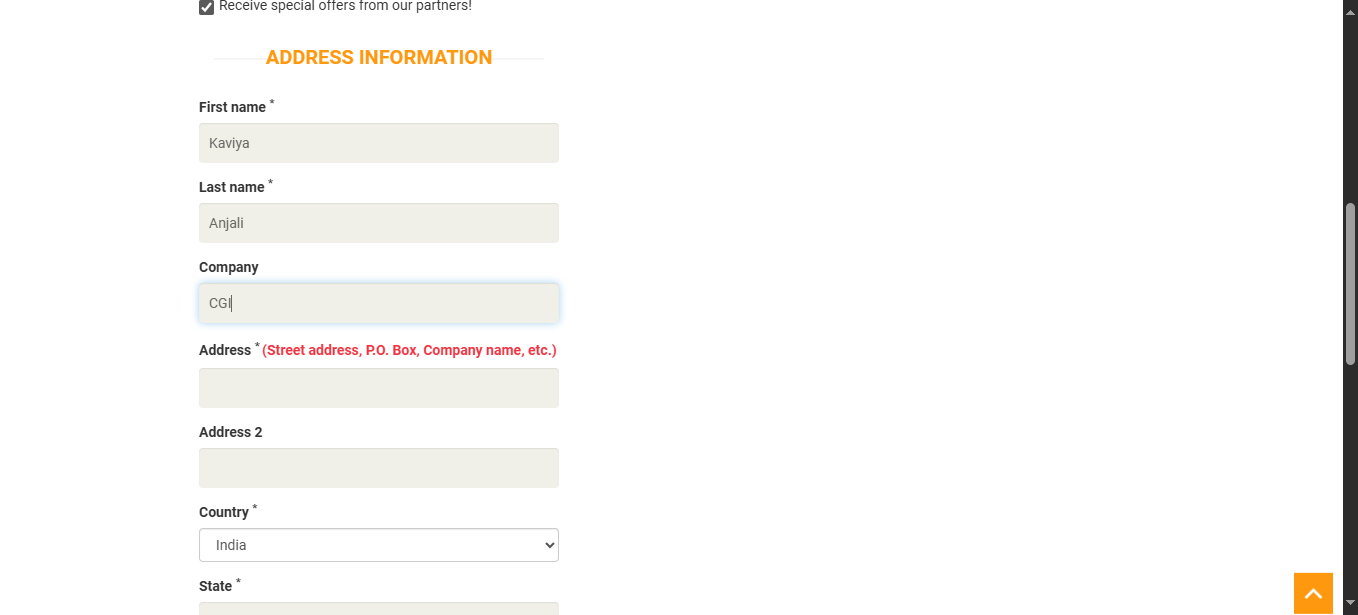 Receive special offers from our partners!
ADDRESS INFORMATION
First name *
Kaviya
Last name *
Anjali
Company
CGI
Address * (Street address, P.O. Box, Company name, etc.)
Address 2
Country *
India
State *